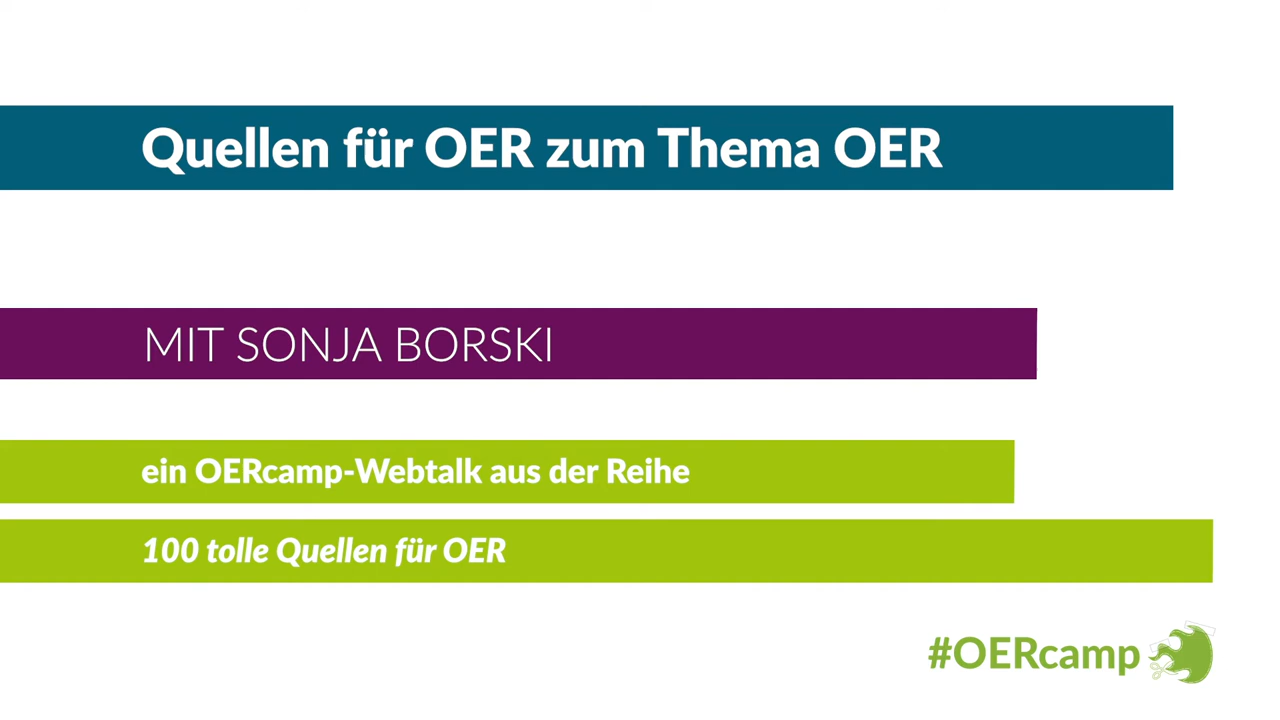 Quellen für OER zum Thema OER
MIT SONJA BORSKI
ein OERcamp-Webtalk aus der Reihe
100 tolle Quellen für OER
#OERcamp